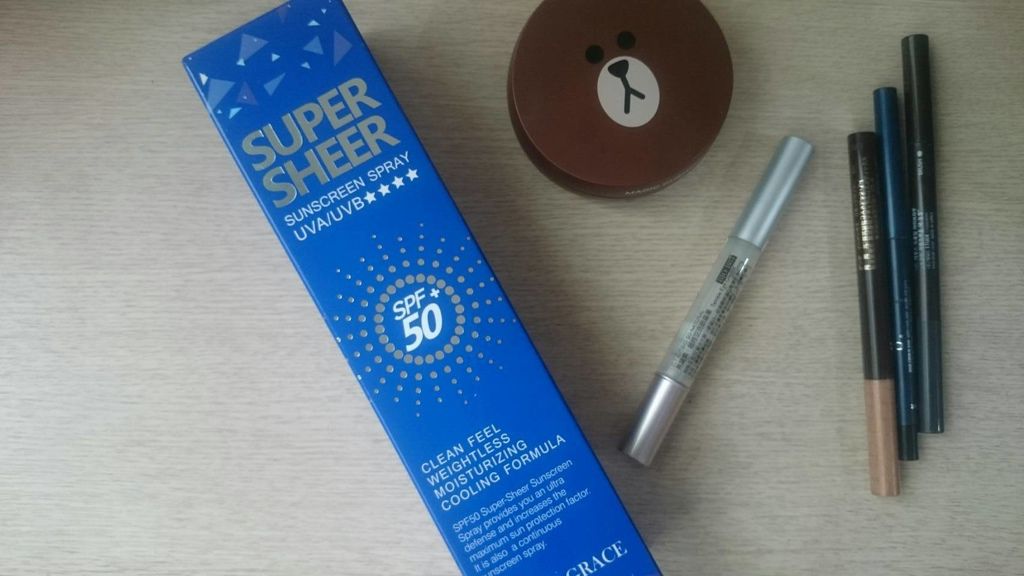 SUPER
SHEER
SUNSCREEN SPRAY
UVA/UVB★★★★
SPF +
50
CLEAN FEEL
WEIGHTLESS
MOISTURIZING
COOLING FORMULA
SPF50 Super-Sheer Sunscreen
Spray provides you an ultra
defense and increases the
maximum sun protection factor.
It is also a continuous
sunscreen spray.
GRACE